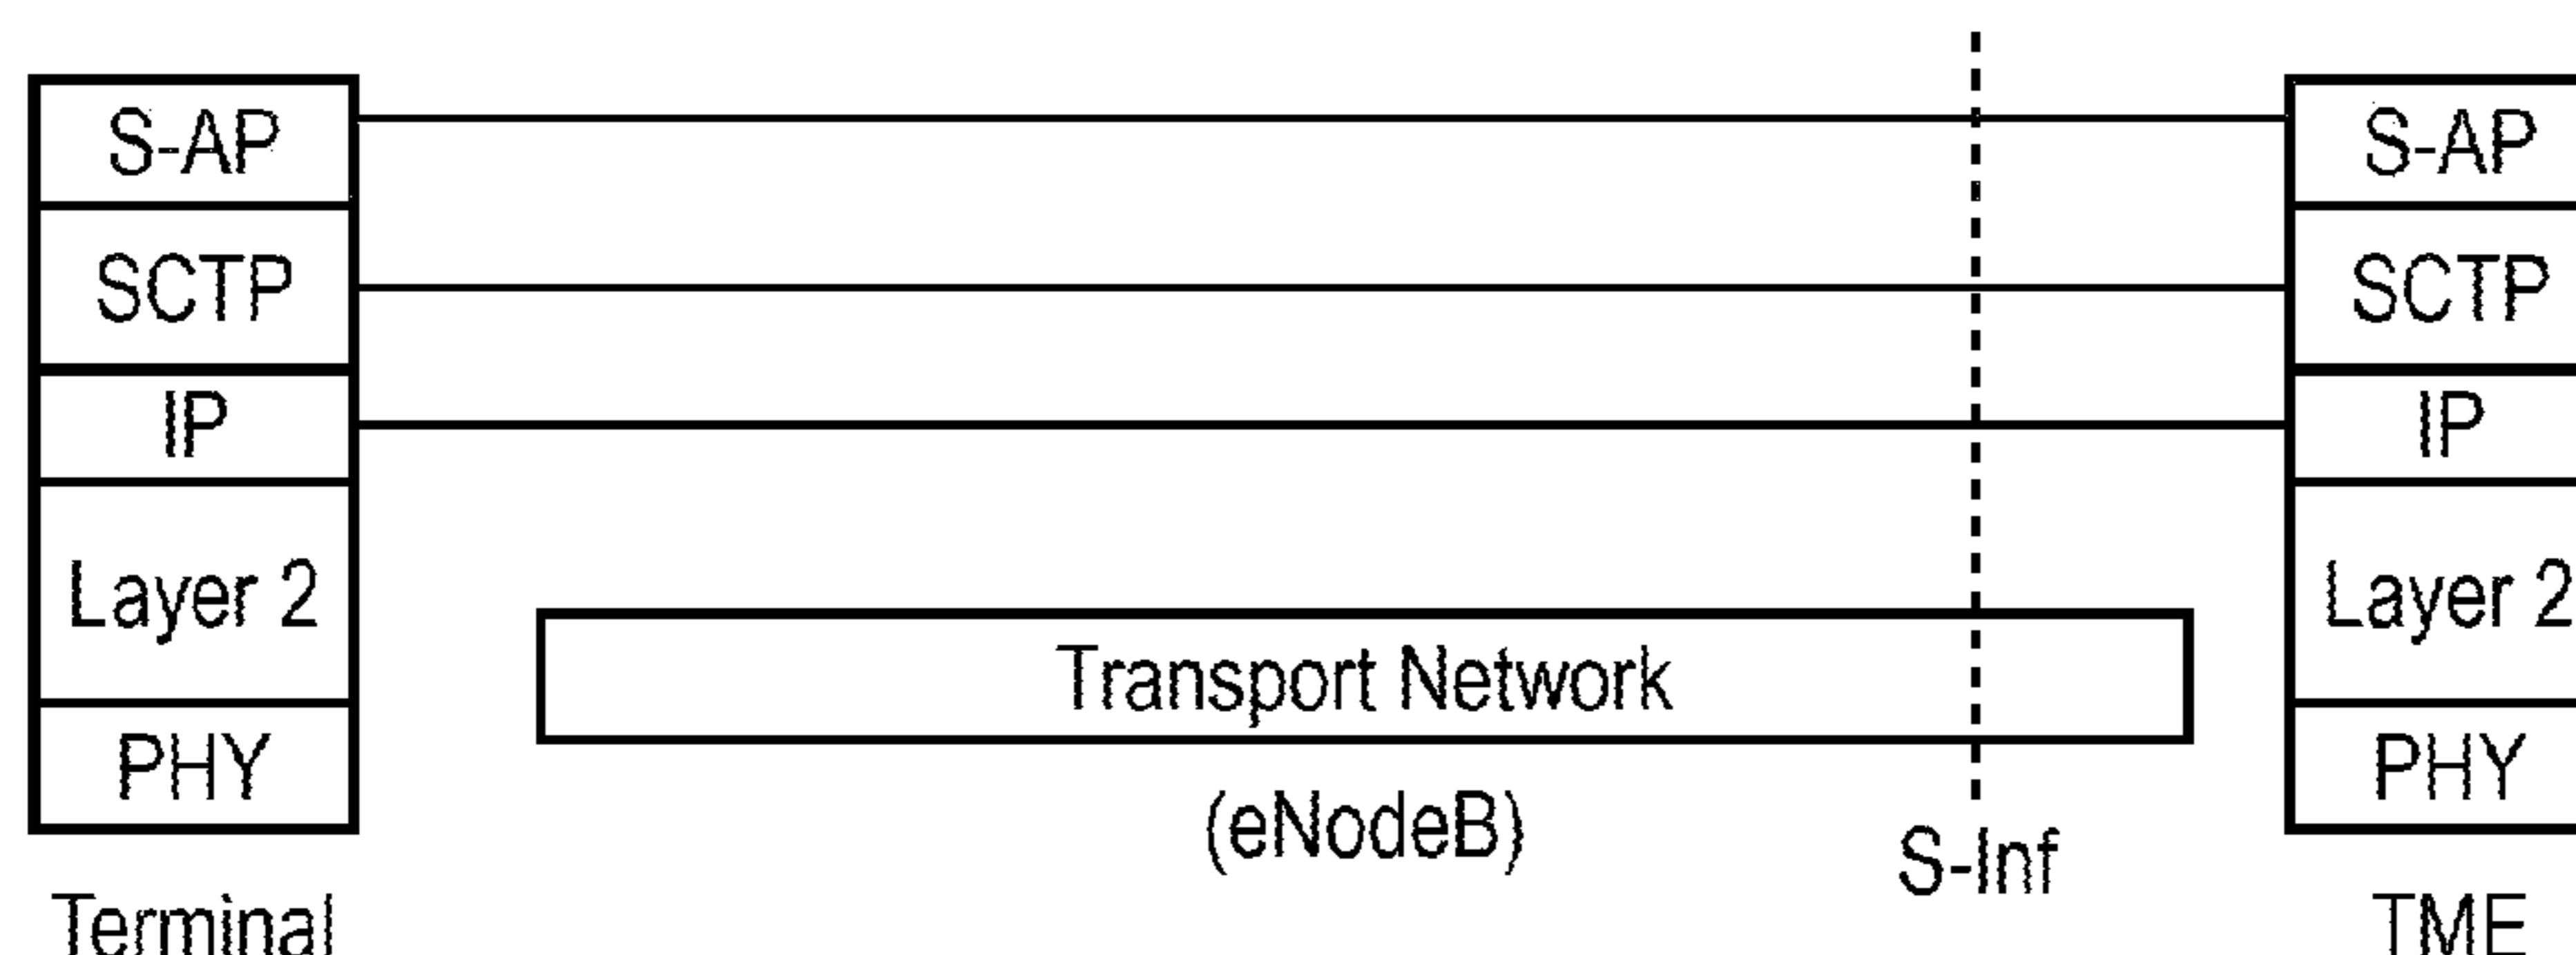 S-AP
SCTP
IP
Layer 2
PHY
Terminal
Transport Network
(eNodeB)
S-Inf
S-AP
SCTP
IP
Layer 2
PHY
TME